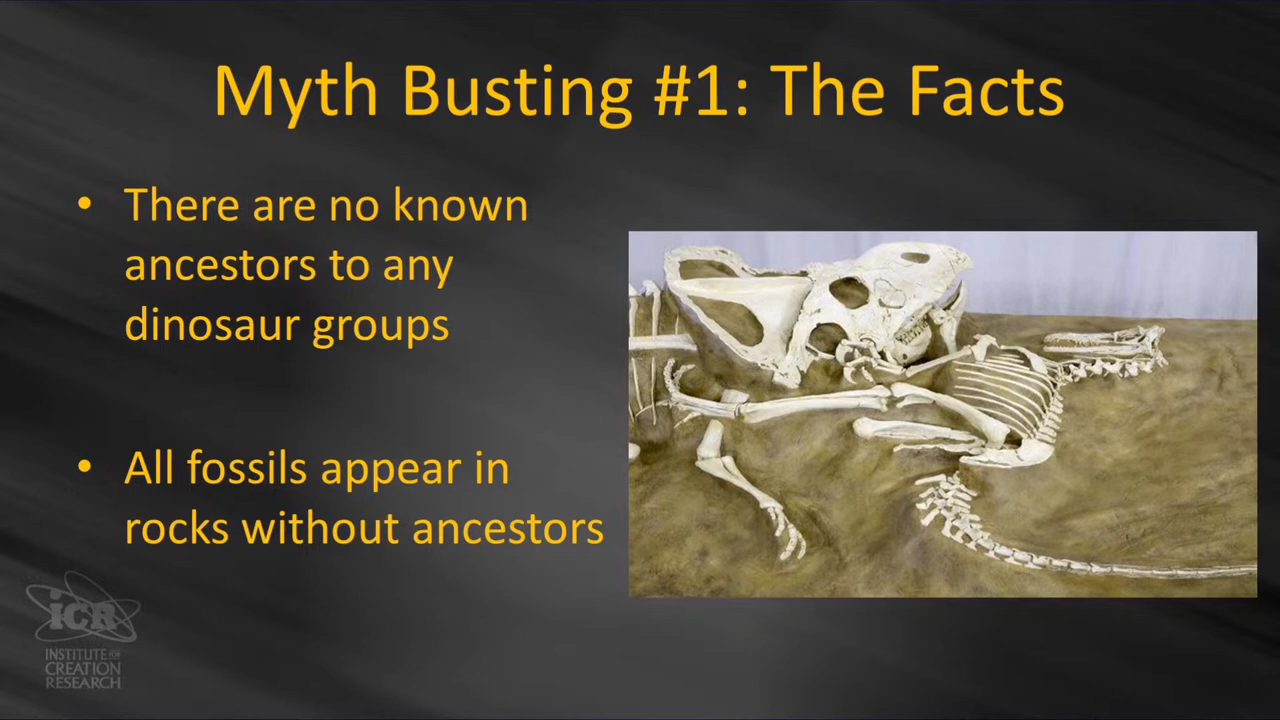 Myth Busting #1: The Facts
• There are no known
ancestors to any
dinosaur groups
• All fossils appear in
rocks without ancestors
iCR
INSTITUTE FOR
CREATION
RESEARCH